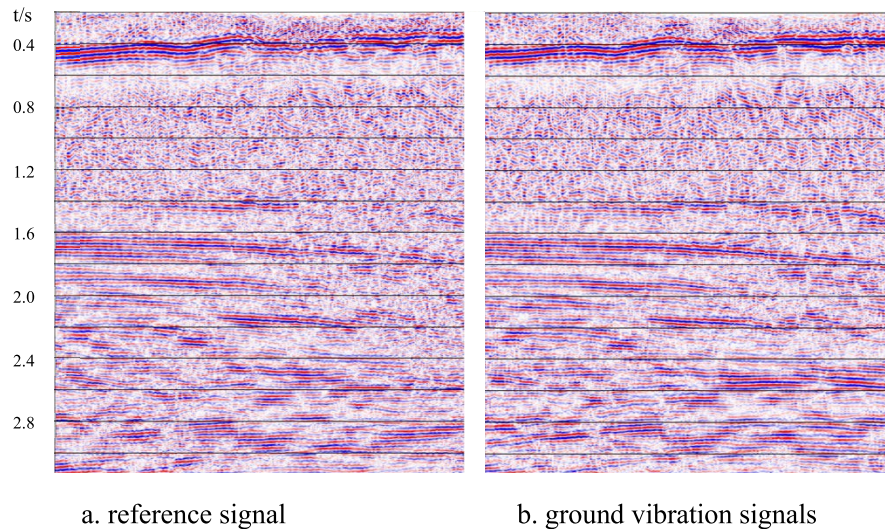 t/s
0.4
0.8
1.2
1.6
2.0
2.4
2.8
a. reference signal
b. ground vibration signals